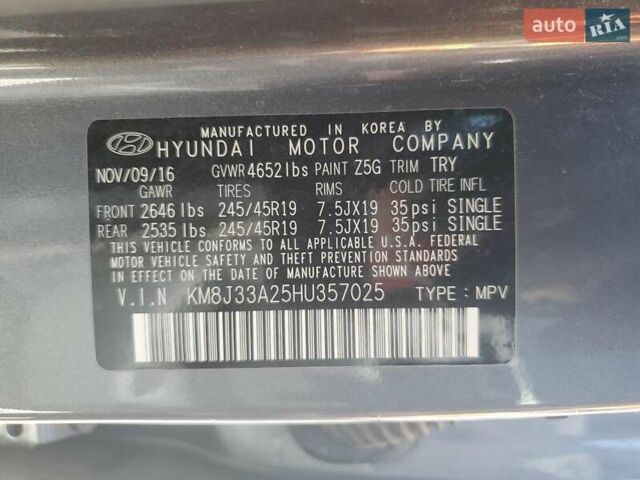 auto RIA
MANUFACTURED IN KOREA BY
HYUNDAI MOTOR COMPANY
NOV/09/16 GVWR 4652lbs PAINT Z5G TRIM TRY
GAWR TIRES RIMS COLD TIRE INFL
FRONT 2646 lbs 245/45R19 7.5JX19 35psi SINGLE
REAR 2535 lbs 245/45R19 7.5JX19 35psi SINGLE
THIS VEHICLE CONFORMS TO ALL APPLICABLE U.S.A. FEDERAL
MOTOR VEHICLE SAFETY, BUMPER, AND THEFT
PREVENTION STANDARDS IN EFFECT ON THE DATE
OF MANUFACTURE SHOWN ABOVE.
V.I.N KM8J33A25HU357025 TYPE: MPV